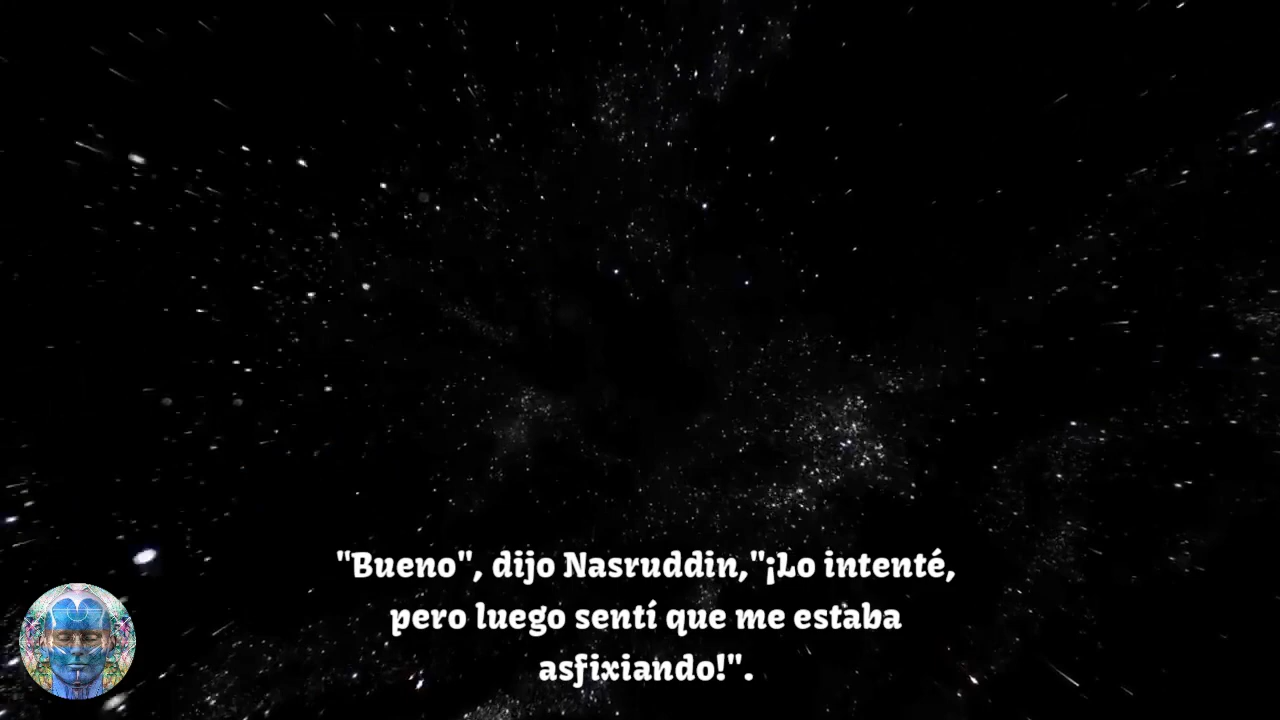 "Bueno", dijo Nasruddin,"¡Lo intenté,
pero luego sentí que me estaba
asfixiando!".